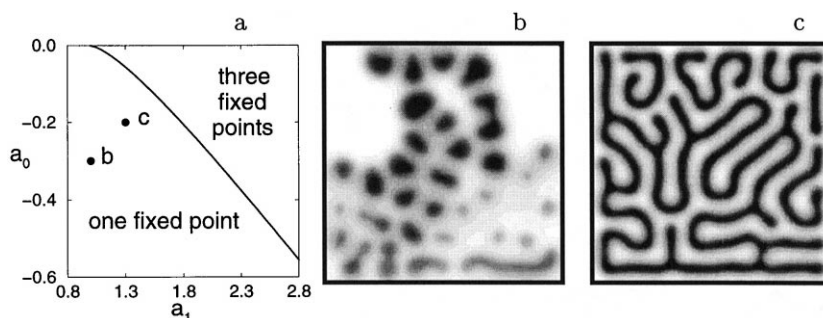 a
b
c
0.0
-0.2
-0.4
-0.6
a₀
three
fixed
points
c
b
one fixed point
0.8 1.3 1.8 2.3 2.8
a₁